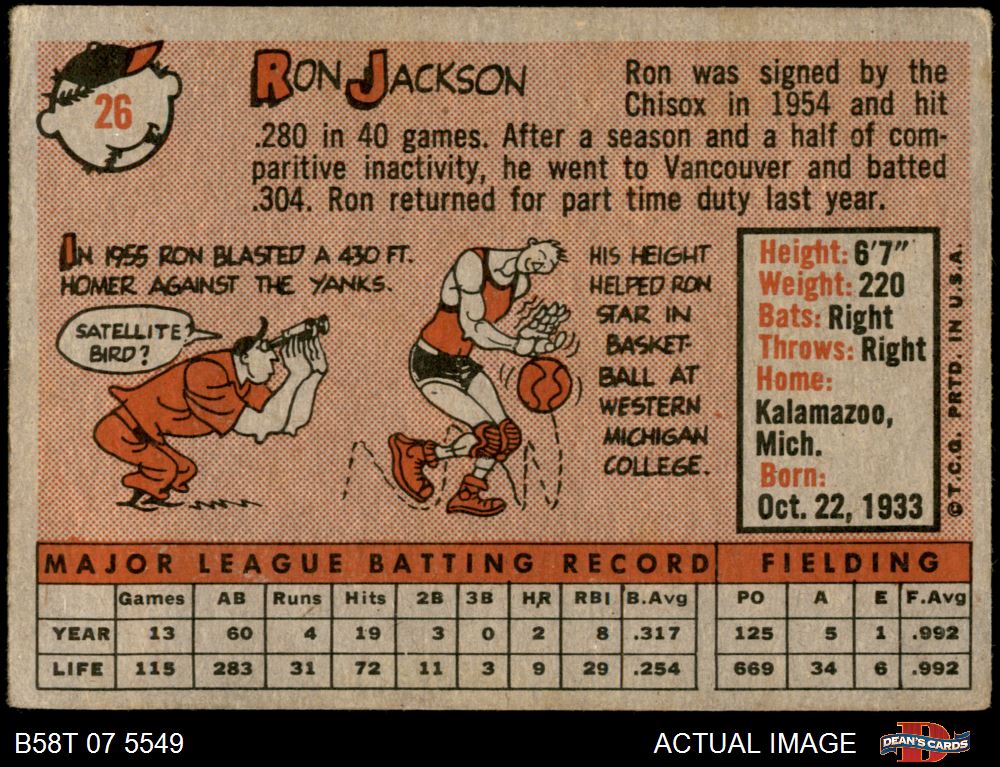 26
RON JACKSON
Ron was signed by the
Chisox in 1954 and hit
.280 in 40 games. After a season and a half of com-
paritive inactivity, he went to Vancouver and batted
.304. Ron returned for part time duty last year.
IN 1955 RON BLASTED A 430 FT.
HOMER AGAINST THE YANKS.
SATELLITE
BIRD?
HIS HEIGHT
HELPED RON
STAR IN
BASKET-
BALL AT
WESTERN
MICHIGAN
COLLEGE.
Height: 6'7"
Weight: 220
Bats: Right
Throws: Right
Home:
Kalamazoo,
Mich.
Born:
Oct. 22, 1933
© T.C.G. PRTD. IN U.S.A.
MAJOR LEAGUE BATTING RECORD FIELDING
Games AB Runs Hits 2B 3B H,R RBI B.Avg PO A E F.Avg
YEAR 13 60 4 19 3 0 2 8 .317 125 5 1 .992
LIFE 115 283 31 72 11 3 9 29 .254 669 34 6 .992
B58T 07 5549 ACTUAL IMAGE D DEAN'S CARDS